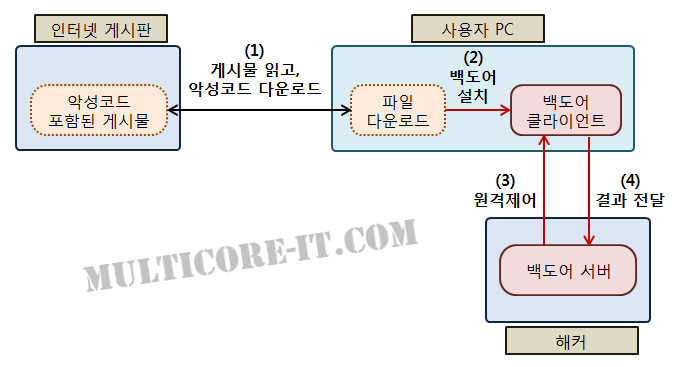 인터넷 게시판
사용자 PC
(1)
게시물 읽고,
악성코드 다운로드
(2)
백도어
설치
악성코드
포함된 게시물
파일
다운로드
백도어
클라이언트
(3)
원격제어
(4)
결과 전달
MULTICORE-IT.COM
백도어 서버
해커